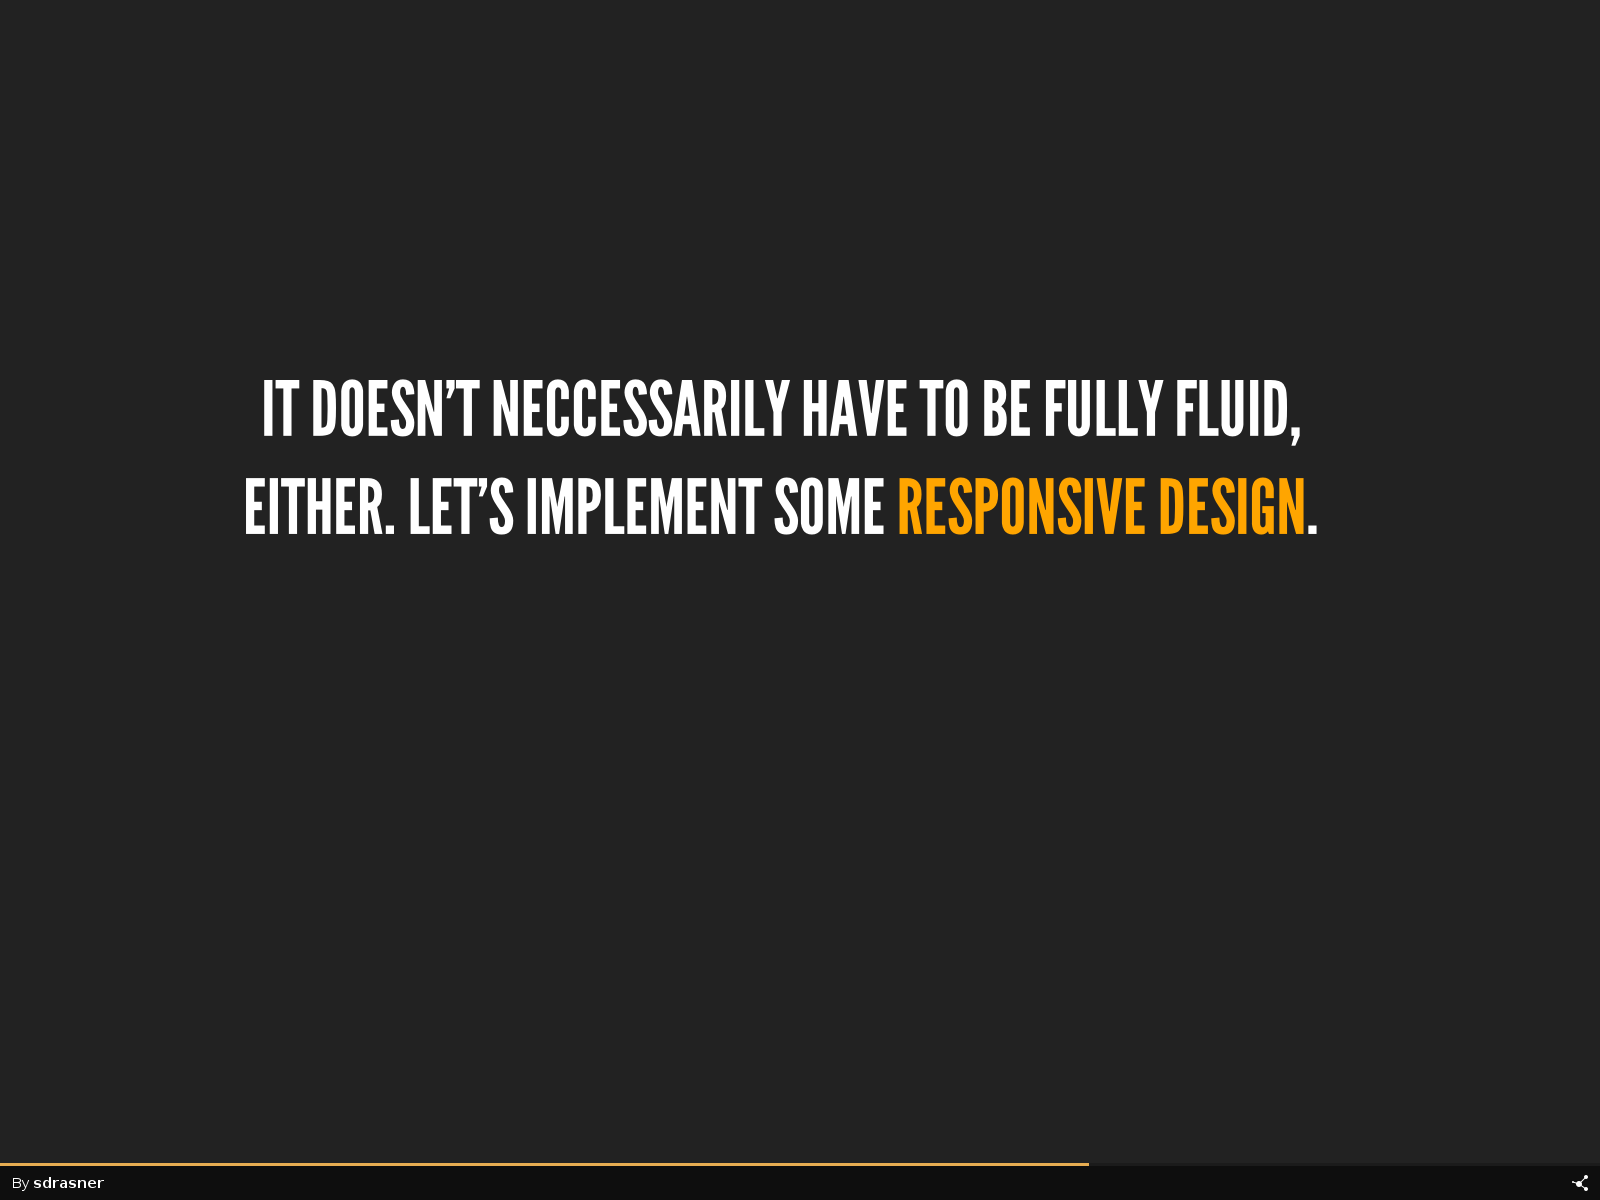 IT DOESN’T NECCESSARILY HAVE TO BE FULLY FLUID,
EITHER. LET’S IMPLEMENT SOME RESPONSIVE DESIGN.
By sdrasner